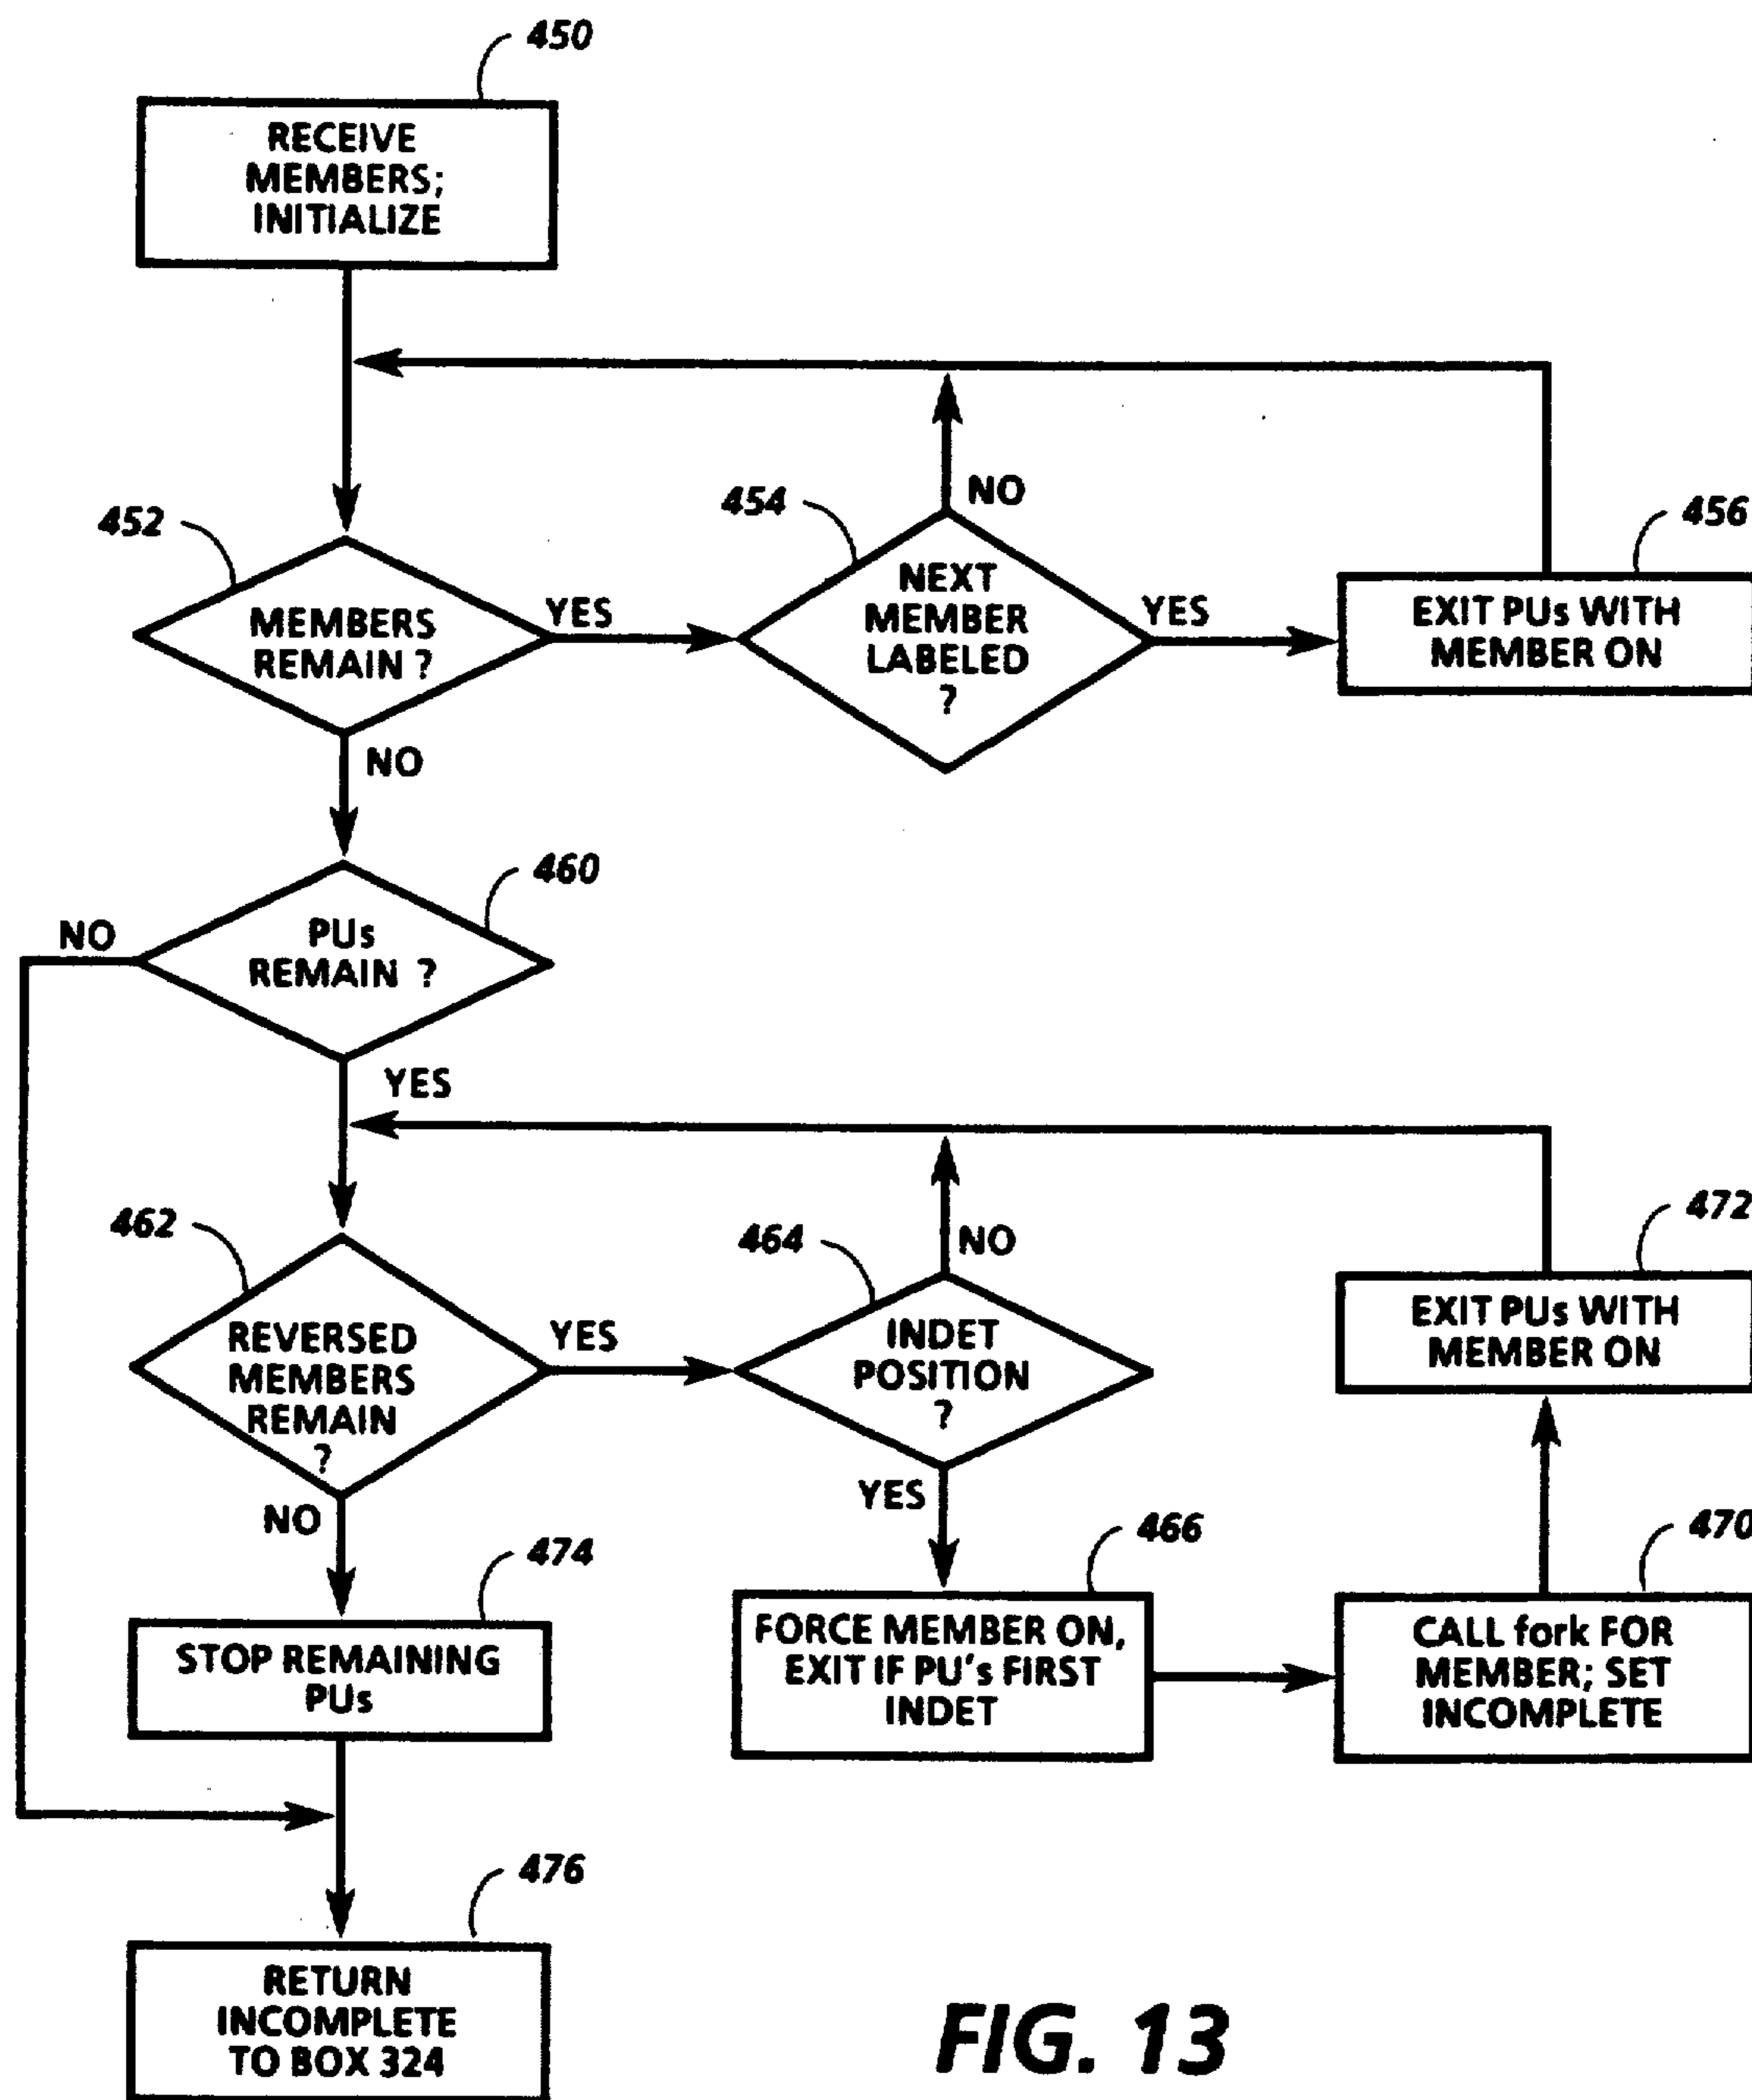 450
RECEIVE
MEMBERS;
INITIALIZE
452
MEMBERS
REMAIN ?
YES
NO
454
NEXT
MEMBER
LABELED
?
NO
YES
456
EXIT PUs WITH
MEMBER ON
460
PUs
REMAIN ?
NO
YES
462
REVERSED
MEMBERS
REMAIN
?
YES
NO
464
INDET
POSITION
?
NO
YES
466
FORCE MEMBER ON,
EXIT IF PU's FIRST
INDET
470
CALL fork FOR
MEMBER; SET
INCOMPLETE
472
EXIT PUs WITH
MEMBER ON
474
STOP REMAINING
PUs
476
RETURN
INCOMPLETE
TO BOX 324
FIG. 13